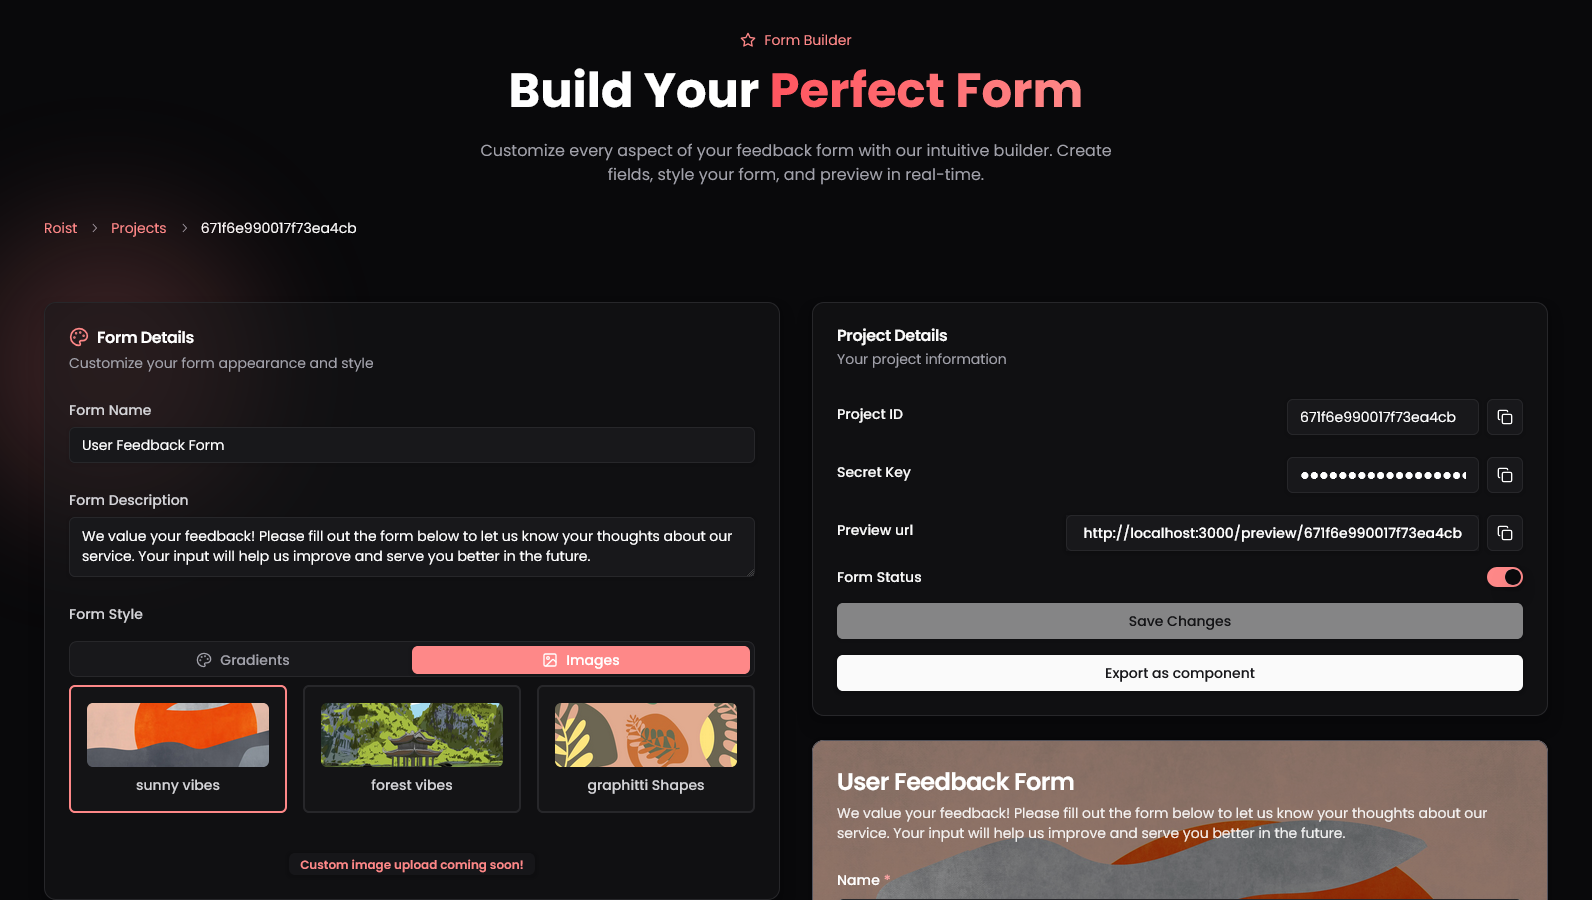 Form Builder
Build Your Perfect Form
Customize every aspect of your feedback form with our intuitive builder. Create
fields, style your form, and preview in real-time.
Roist > Projects > 671f6e990017f73ea4cb
Form Details
Customize your form appearance and style
Form Name
User Feedback Form
Form Description
We value your feedback! Please fill out the form below to let us know your thoughts about our
service. Your input will help us improve and serve you better in the future.
Form Style
Gradients
Images
sunny vibes
forest vibes
graphitti Shapes
Custom image upload coming soon!
Project Details
Your project information
Project ID
671f6e990017f73ea4cb
Secret Key
Preview url
http://localhost:3000/preview/671f6e990017f73ea4cb
Form Status
Save Changes
Export as component
User Feedback Form
We value your feedback! Please fill out the form below to let us know your thoughts about our
service. Your input will help us improve and serve you better in the future.
Name *